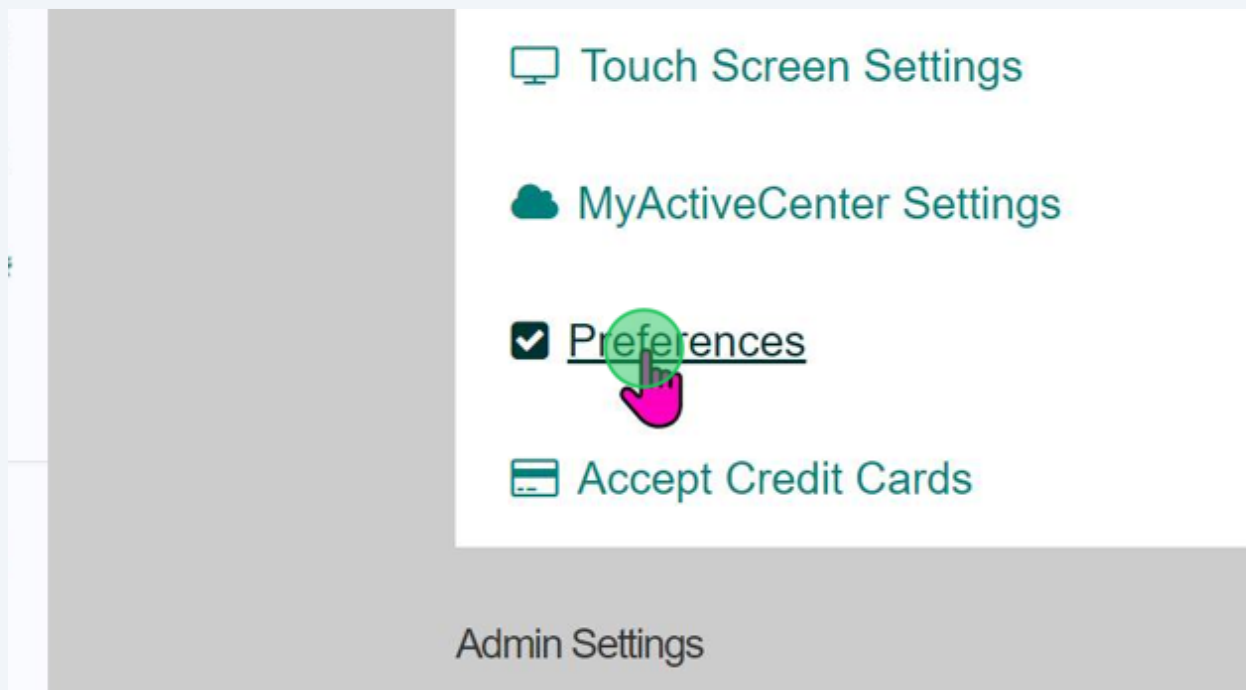 Touch Screen Settings
MyActiveCenter Settings
Preferences
Accept Credit Cards
Admin Settings